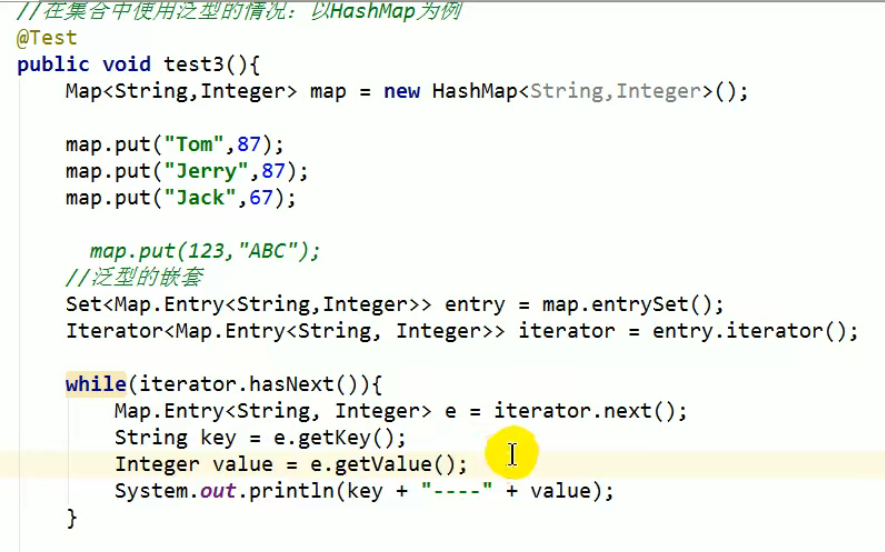 //在集合中使用泛型的情况：以HashMap为例
@Test
public void test3(){
Map<String,Integer> map = new HashMap<String,Integer>();
map.put("Tom",87);
map.put("Jerry",87);
map.put("Jack",67);
map.put(123,"ABC");
//泛型的嵌套
Set<Map.Entry<String,Integer>> entry = map.entrySet();
Iterator<Map.Entry<String, Integer>> iterator = entry.iterator();
while(iterator.hasNext()){
Map.Entry<String, Integer> e = iterator.next();
String key = e.getKey();
Integer value = e.getValue();
System.out.println(key + "----" + value);
}